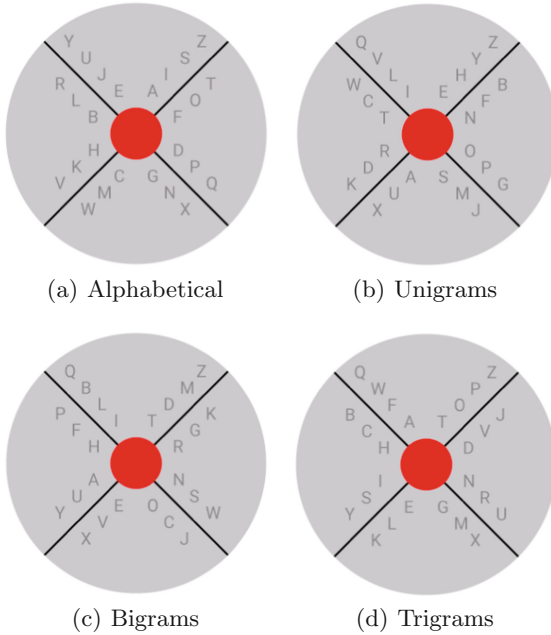 Y Z
U S
J I
R T
E A
L O
B F
H D
K P
C G
V Q
M N
W X
(a) Alphabetical
Q Z
V Y
L H
W B
I E
C F
T N
R O
D P
A S
K G
U M
X J
(b) Unigrams
Q Z
B M
L D
P K
I T
F G
H R
A N
U S
E O
Y W
V C
X J
(c) Bigrams
Q Z
W P
F O
B J
A T
C V
H D
I N
S R
E G
Y U
L M
K X
(d) Trigrams